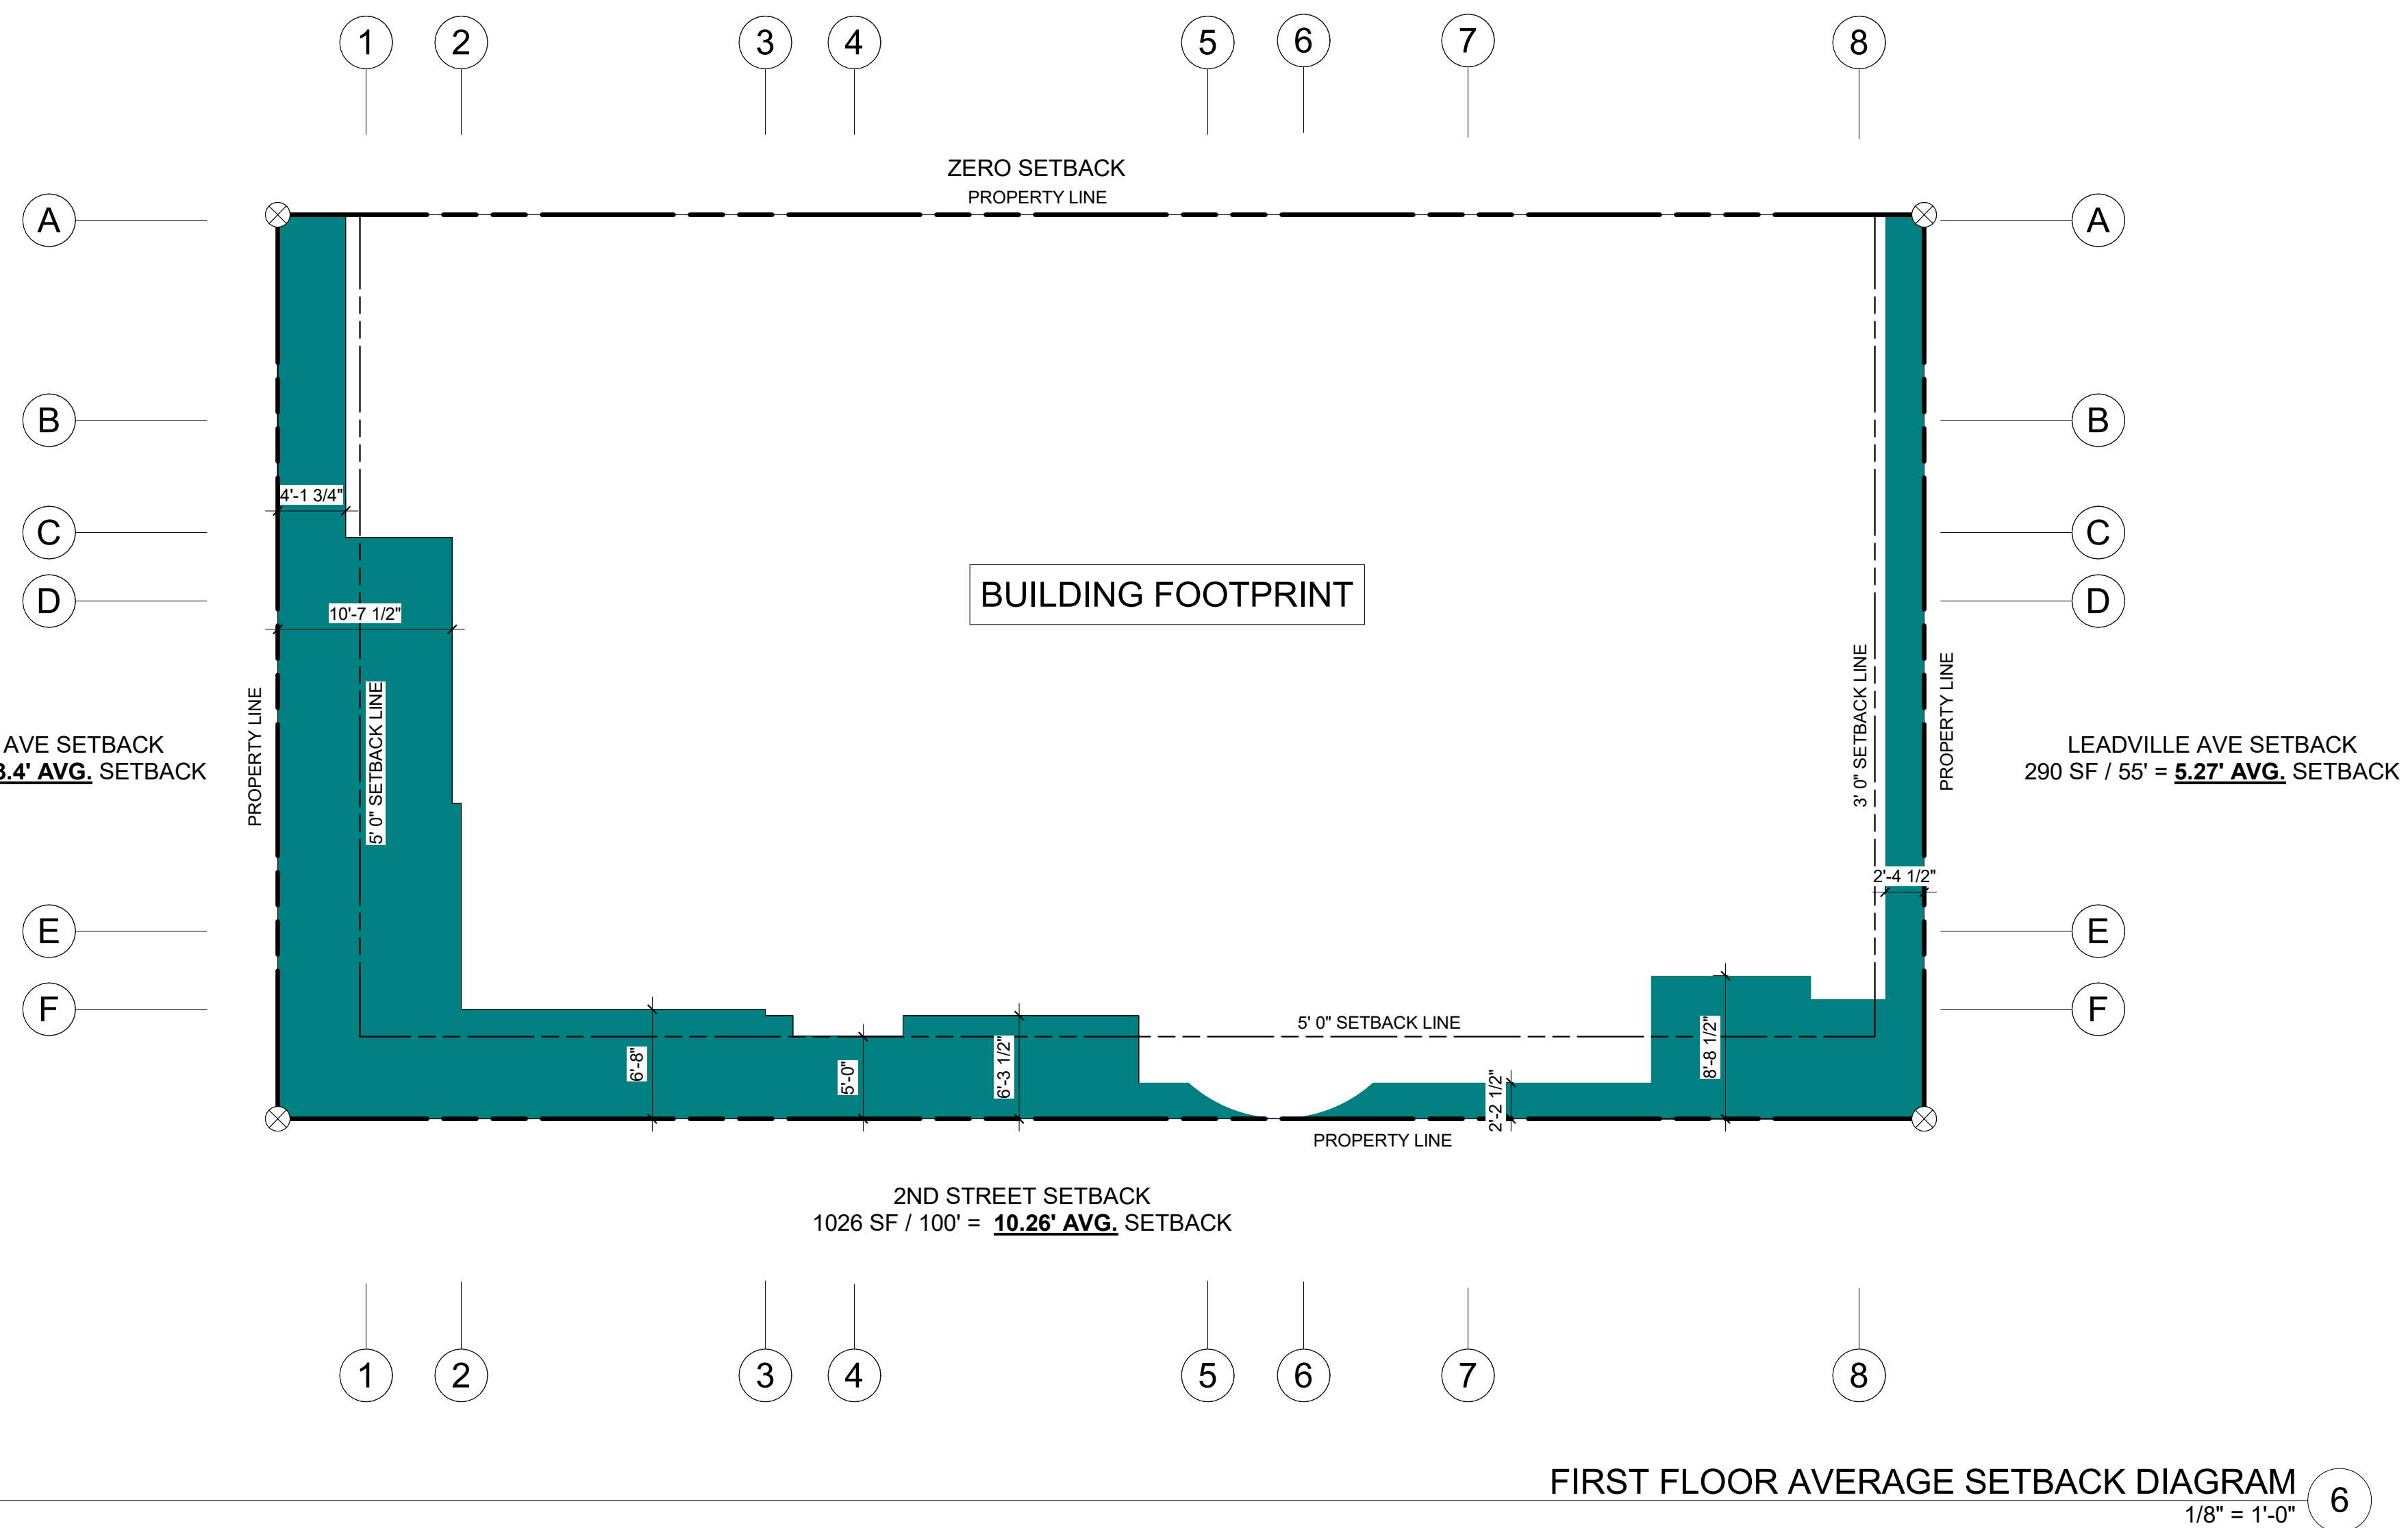 1 2 3 4 5 6 7 8
ZERO SETBACK
PROPERTY LINE
A A
B B
4'-1 3/4"
C C
BUILDING FOOTPRINT
D D
10'-7 1/2"
PROPERTY LINE
5' 0" SETBACK LINE
3' 0" SETBACK LINE
PROPERTY LINE
AVE SETBACK
3.4' AVG. SETBACK
LEADVILLE AVE SETBACK
290 SF / 55' = 5.27' AVG. SETBACK
2'-4 1/2"
E E
F F
5' 0" SETBACK LINE
6'-8"
5'-0"
6'-3 1/2"
2'-2 1/2"
8'-8 1/2"
PROPERTY LINE
2ND STREET SETBACK
1026 SF / 100' = 10.26' AVG. SETBACK
1 2 3 4 5 6 7 8
FIRST FLOOR AVERAGE SETBACK DIAGRAM
6
1/8" = 1'-0"